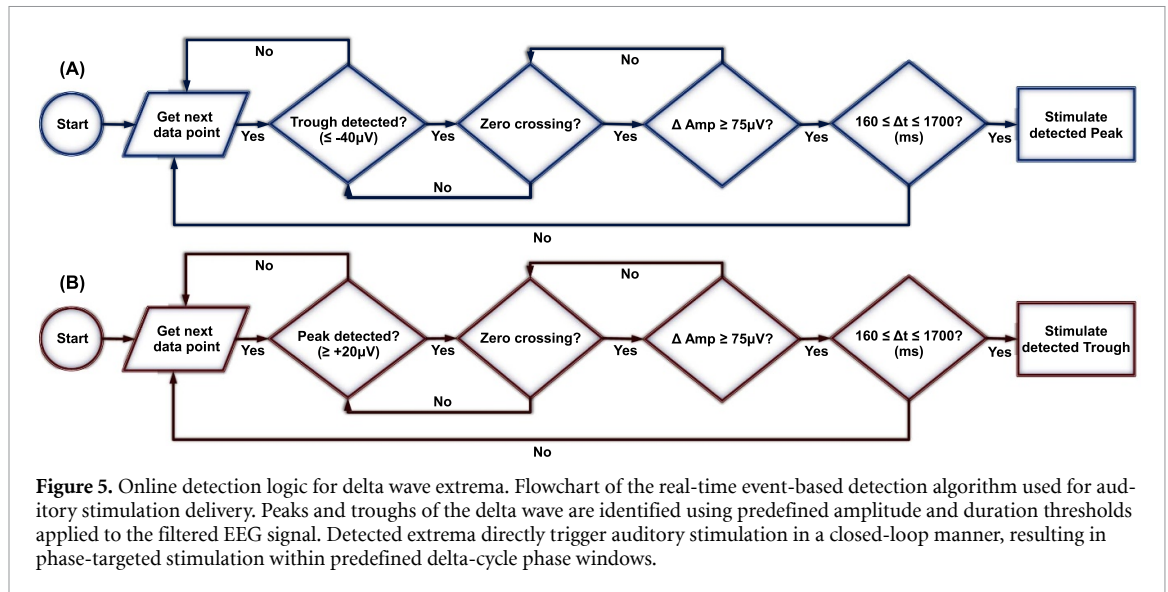 (A)
No
No
Start
Get next
data point
Yes
Trough detected?
(≤ -40µV)
Yes
Zero crossing?
Yes
Δ Amp ≥ 75µV?
Yes
160 ≤ Δt ≤ 1700?
(ms)
Yes
Stimulate
detected Peak
No
No
(B)
No
No
Start
Get next
data point
Yes
Peak detected?
(≥ +20µV)
Yes
Zero crossing?
Yes
Δ Amp ≥ 75µV?
Yes
160 ≤ Δt ≤ 1700?
(ms)
Yes
Stimulate
detected Trough
No
No
Figure 5. Online detection logic for delta wave extrema. Flowchart of the real-time event-based detection algorithm used for aud-
itory stimulation delivery. Peaks and troughs of the delta wave are identified using predefined amplitude and duration thresholds
applied to the filtered EEG signal. Detected extrema directly trigger auditory stimulation in a closed-loop manner, resulting in
phase-targeted stimulation within predefined delta-cycle phase windows.